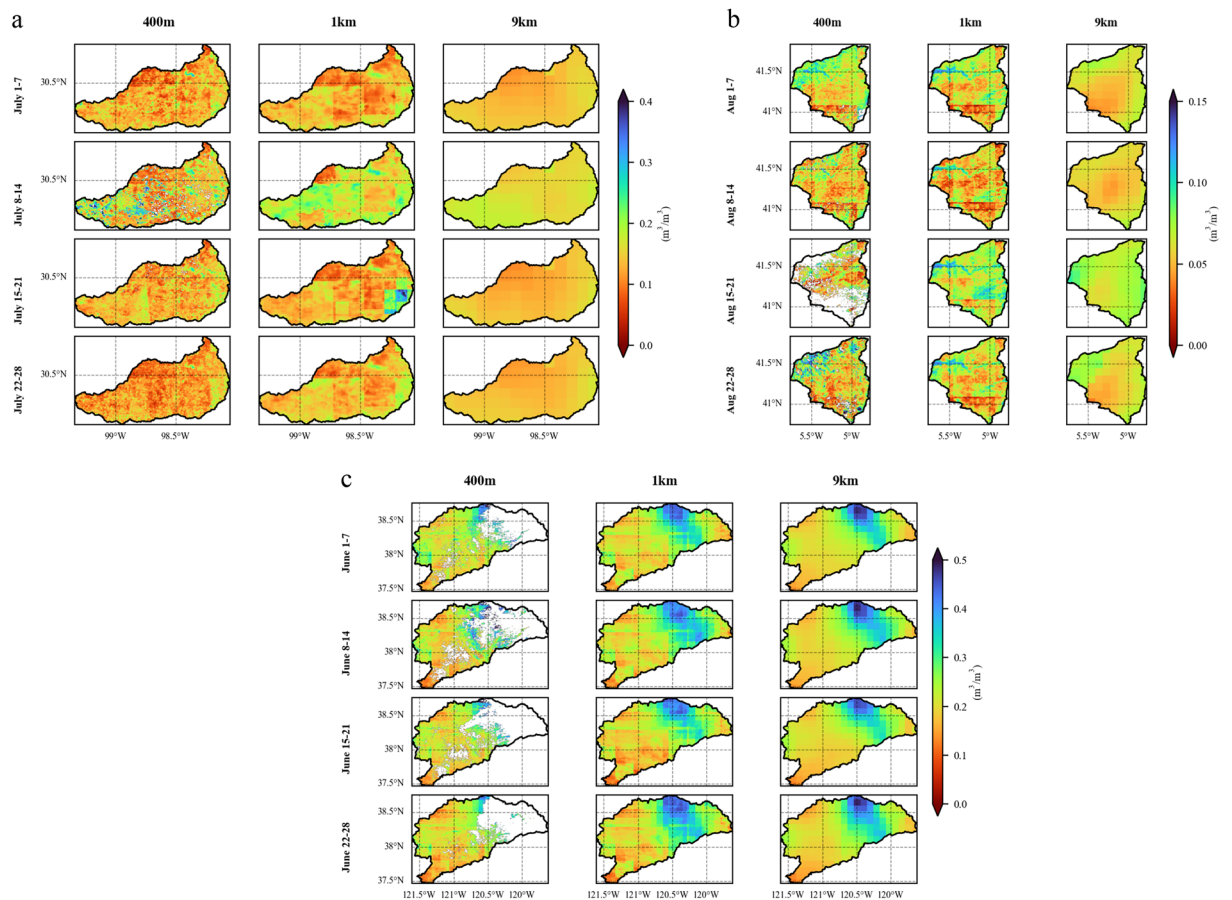 a
400m 1km 9km
July 1-7
30.5°N
July 8-14
30.5°N
July 15-21
30.5°N
July 22-28
30.5°N
99°W 98.5°W 99°W 98.5°W 99°W 98.5°W
0.4
0.3
0.2
0.1
0.0
(m³/m³)
b
400m 1km 9km
Aug 1-7
41.5°N
41°N
Aug 8-14
41.5°N
41°N
Aug 15-21
41.5°N
41°N
Aug 22-28
41.5°N
41°N
5.5°W 5°W 5.5°W 5°W 5.5°W 5°W
0.15
0.10
0.05
0.00
(m³/m³)
c
400m 1km 9km
June 1-7
38.5°N
38°N
37.5°N
June 8-14
38.5°N
38°N
37.5°N
June 15-21
38.5°N
38°N
37.5°N
June 22-28
38.5°N
38°N
37.5°N
121.5°W 121°W 120.5°W 120°W 121.5°W 121°W 120.5°W 120°W 121.5°W 121°W 120.5°W 120°W
0.5
0.4
0.3
0.2
0.1
0.0
(m³/m³)